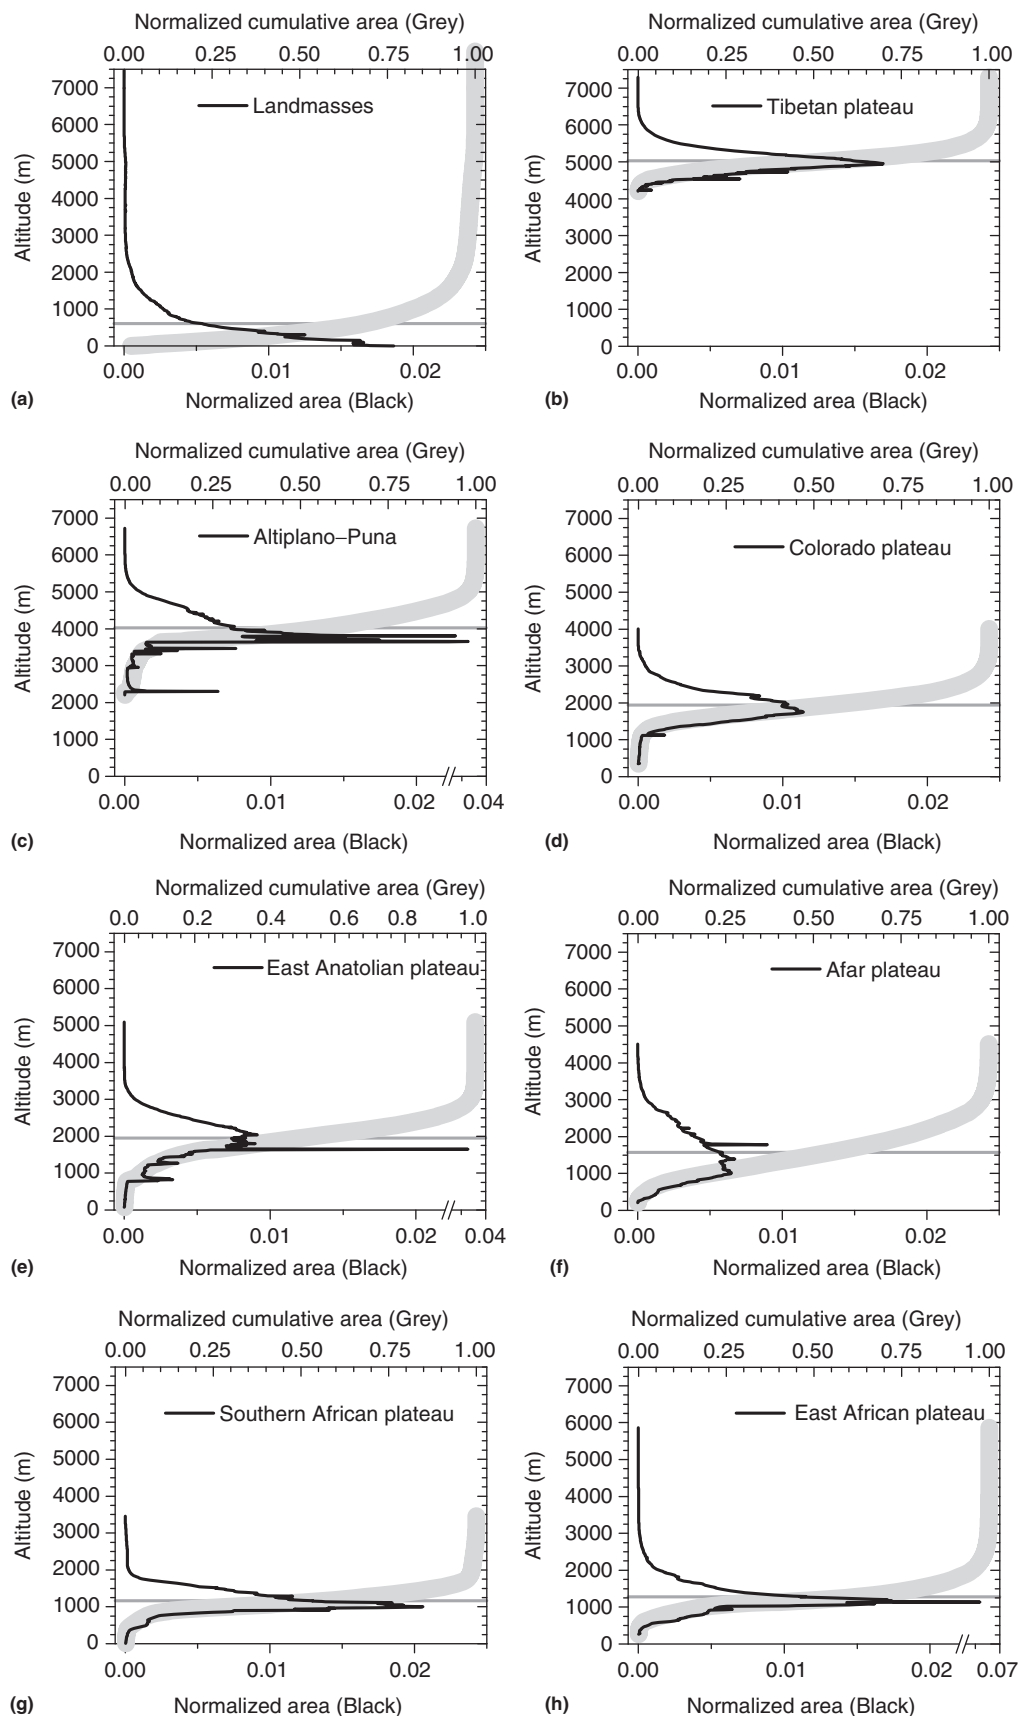 Normalized cumulative area (Grey)
0.00 0.25 0.50 0.75 1.00
7000
6000
5000
4000
3000
2000
1000
0
Altitude (m)
Landmasses
0.00 0.01 0.02
(a) Normalized area (Black)
Normalized cumulative area (Grey)
0.00 0.25 0.50 0.75 1.00
7000
6000
5000
4000
3000
2000
1000
0
Altitude (m)
Tibetan plateau
0.00 0.01 0.02
(b) Normalized area (Black)
Normalized cumulative area (Grey)
0.00 0.25 0.50 0.75 1.00
7000
6000
5000
4000
3000
2000
1000
0
Altitude (m)
Altiplano–Puna
0.00 0.01 0.02 0.04
(c) Normalized area (Black)
Normalized cumulative area (Grey)
0.00 0.25 0.50 0.75 1.00
7000
6000
5000
4000
3000
2000
1000
0
Altitude (m)
Colorado plateau
0.00 0.01 0.02
(d) Normalized area (Black)
Normalized cumulative area (Grey)
0.0 0.2 0.4 0.6 0.8 1.0
7000
6000
5000
4000
3000
2000
1000
0
Altitude (m)
East Anatolian plateau
0.00 0.01 0.02 0.04
(e) Normalized area (Black)
Normalized cumulative area (Grey)
0.00 0.25 0.50 0.75 1.00
7000
6000
5000
4000
3000
2000
1000
0
Altitude (m)
Afar plateau
0.00 0.01 0.02
(f) Normalized area (Black)
Normalized cumulative area (Grey)
0.00 0.25 0.50 0.75 1.00
7000
6000
5000
4000
3000
2000
1000
0
Altitude (m)
Southern African plateau
0.00 0.01 0.02
(g) Normalized area (Black)
Normalized cumulative area (Grey)
0.00 0.25 0.50 0.75 1.00
7000
6000
5000
4000
3000
2000
1000
0
Altitude (m)
East African plateau
0.00 0.01 0.02 0.07
(h) Normalized area (Black)